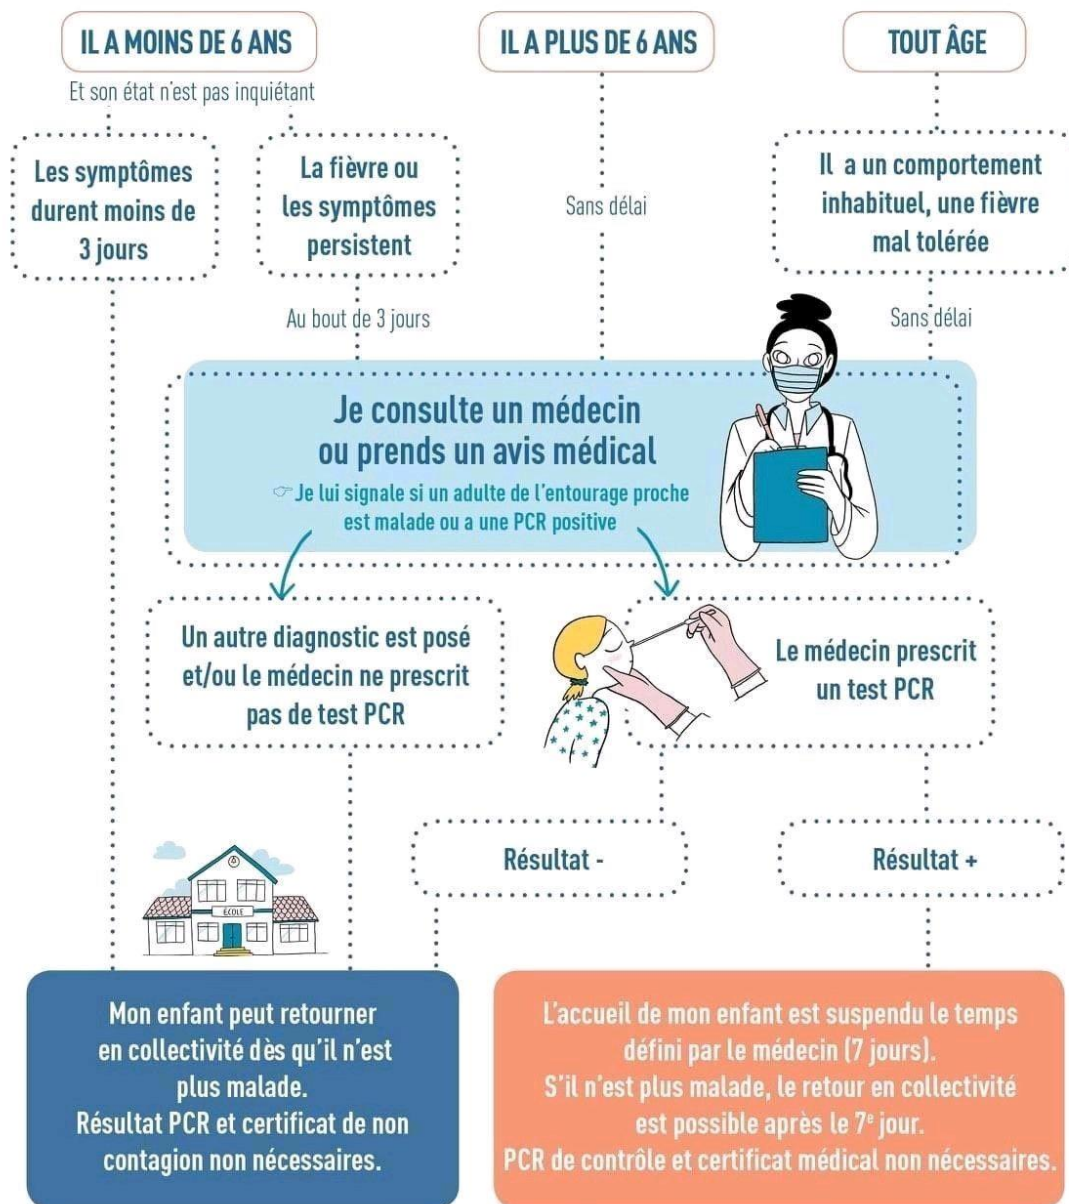 IL A MOINS DE 6 ANS
Et son état n'est pas inquiétant
Les symptômes
durent moins de
3 jours
La fièvre ou
les symptômes
persistent
Au bout de 3 jours
IL A PLUS DE 6 ANS
Sans délai
TOUT ÂGE
Il a un comportement
inhabituel, une fièvre
mal tolérée
Sans délai
Je consulte un médecin
ou prends un avis médical
☞ Je lui signale si un adulte de l'entourage proche
est malade ou a une PCR positive
Un autre diagnostic est posé
et/ou le médecin ne prescrit
pas de test PCR
Le médecin prescrit
un test PCR
Résultat -
Résultat +
ÉCOLE
Mon enfant peut retourner
en collectivité dès qu'il n'est
plus malade.
Résultat PCR et certificat de non
contagion non nécessaires.
L'accueil de mon enfant est suspendu le temps
défini par le médecin (7 jours).
S'il n'est plus malade, le retour en collectivité
est possible après le 7e jour.
PCR de contrôle et certificat médical non nécessaires.